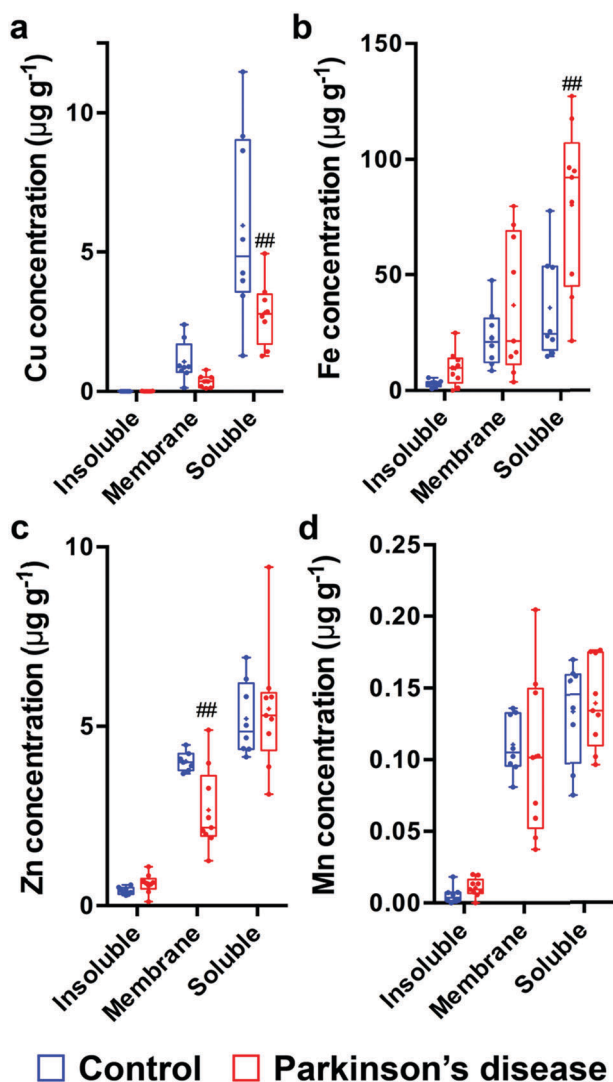 a
Cu concentration (µg g⁻¹)
10
5
0
##
Insoluble
Membrane
Soluble
b
Fe concentration (µg g⁻¹)
150
100
50
0
##
Insoluble
Membrane
Soluble
c
Zn concentration (µg g⁻¹)
10
5
0
##
Insoluble
Membrane
Soluble
d
Mn concentration (µg g⁻¹)
0.25
0.20
0.15
0.10
0.05
0.00
Insoluble
Membrane
Soluble
Control Parkinson's disease